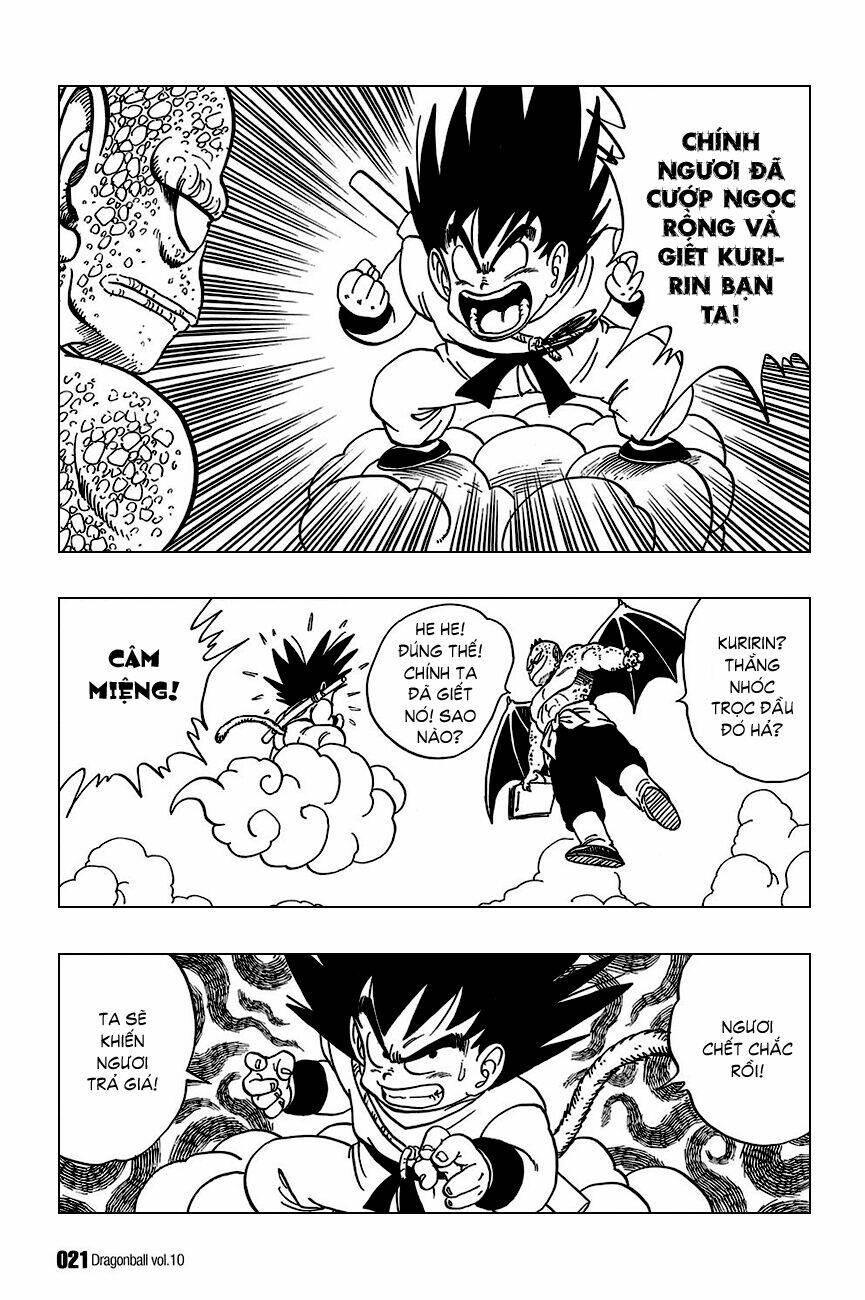 CHÍNH
NGƯƠI ĐÃ
CƯỚP NGỌC
RỒNG VÀ
GIẾT KURI-
RIN BẠN
TA!
KURIRIN?
THẰNG
NHÓC
TRỌC ĐẦU
ĐÓ HẢ?
HE HE!
ĐÚNG THẾ!
CHÍNH TA
ĐÃ GIẾT
NÓ! SAO
NÀO?
CÂM
MIỆNG!
NGƯƠI
CHẾT CHẮC
RỒI!
TA SẼ
KHIẾN
NGƯƠI
TRẢ GIÁ!
021 Dragonball vol.10